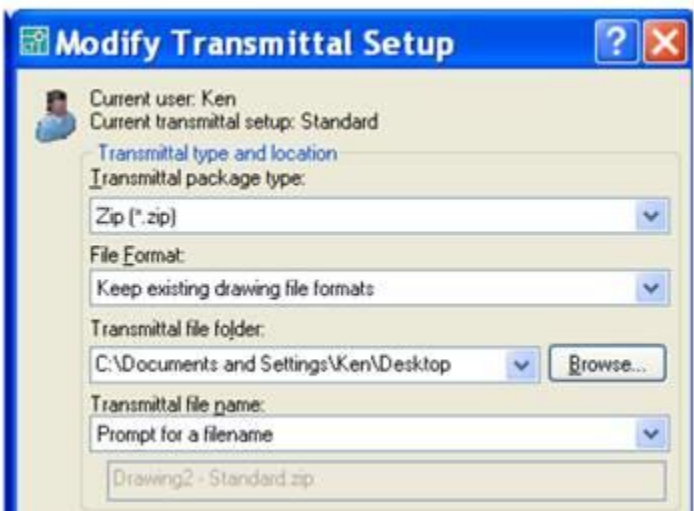 Modify Transmittal Setup
Current user: Ken
Current transmittal setup: Standard
Transmittal type and location
Transmittal package type:
Zip (*.zip)
File Format:
Keep existing drawing file formats
Transmittal file folder:
C:\Documents and Settings\Ken\Desktop
Browse...
Transmittal file name:
Prompt for a filename
Drawing2 - Standard.zip